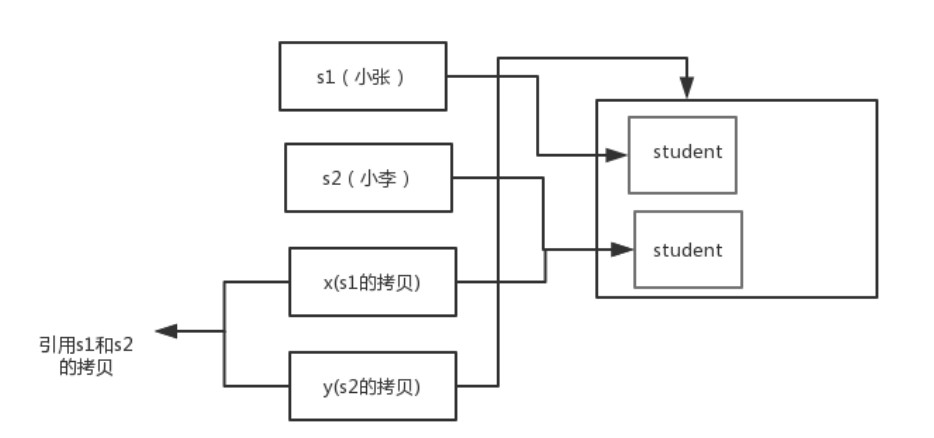 s1（小张）
student
s2（小李）
student
x(s1的拷贝)
引用s1和s2
的拷贝
y(s2的拷贝)